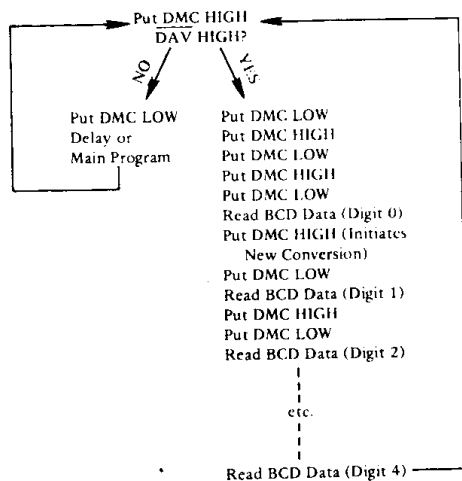 Put DMC HIGH
D̅A̅V̅ HIGH?
NO
YES
Put DMC LOW
Delay or
Main Program
Put DMC LOW
Put DMC HIGH
Put DMC LOW
Put DMC HIGH
Put DMC LOW
Read BCD Data (Digit 0)
Put DMC HIGH (Initiates
New Conversion)
Put DMC LOW
Read BCD Data (Digit 1)
Put DMC HIGH
Put DMC LOW
Read BCD Data (Digit 2)
etc.
Read BCD Data (Digit 4)